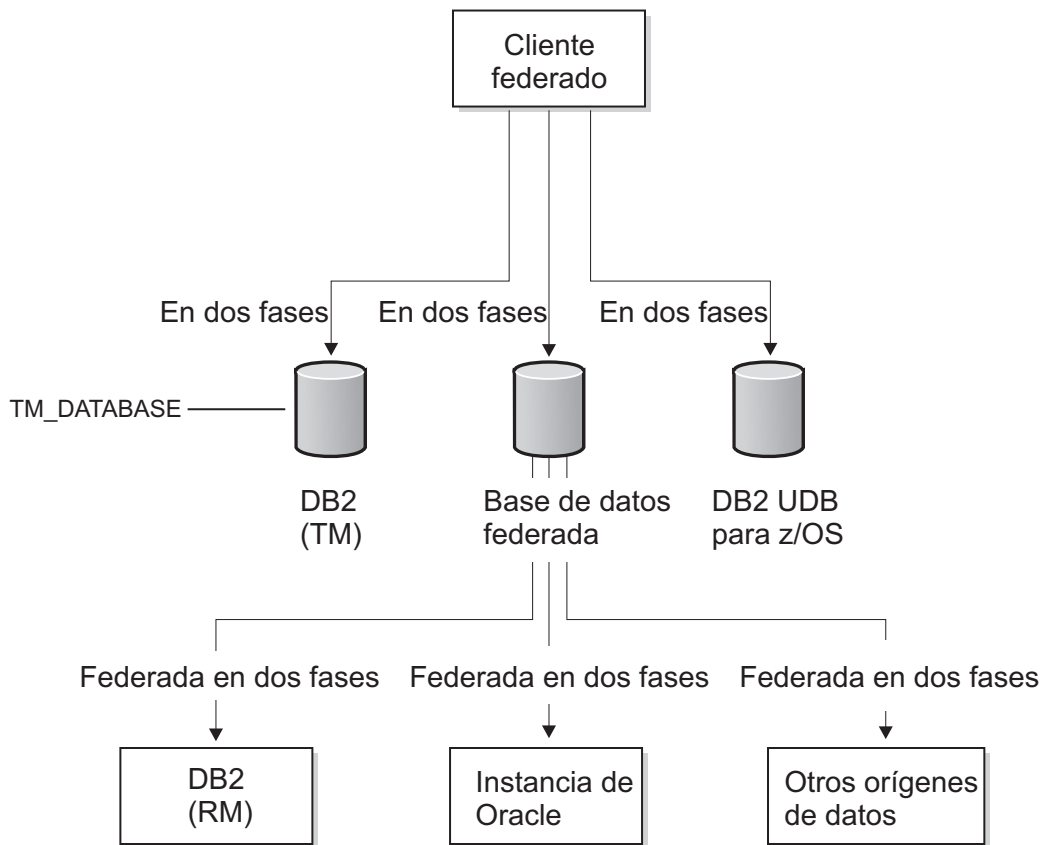 Cliente
federado
En dos fases
En dos fases
En dos fases
TM_DATABASE
DB2
(TM)
Base de datos
federada
DB2 UDB
para z/OS
Federada en dos fases
Federada en dos fases
Federada en dos fases
DB2
(RM)
Instancia de
Oracle
Otros orígenes
de datos